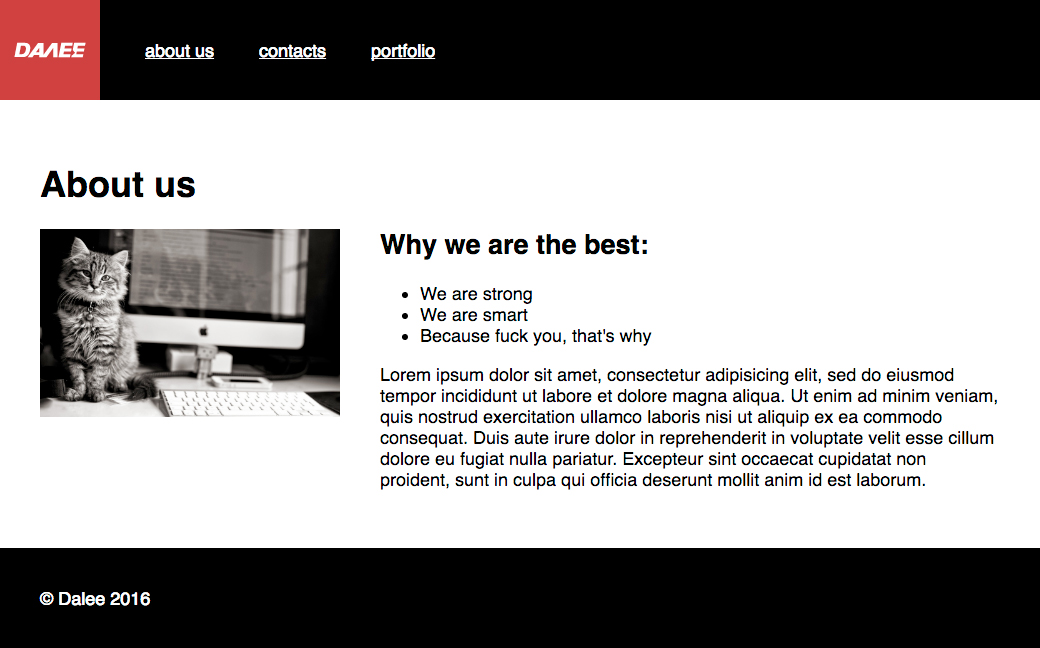 DAΛEE
about us contacts portfolio
About us
Why we are the best:
We are strong
We are smart
Because fuck you, that's why
Lorem ipsum dolor sit amet, consectetur adipisicing elit, sed do eiusmod
tempor incididunt ut labore et dolore magna aliqua. Ut enim ad minim veniam,
quis nostrud exercitation ullamco laboris nisi ut aliquip ex ea commodo
consequat. Duis aute irure dolor in reprehenderit in voluptate velit esse cillum
dolore eu fugiat nulla pariatur. Excepteur sint occaecat cupidatat non
proident, sunt in culpa qui officia deserunt mollit anim id est laborum.
© Dalee 2016